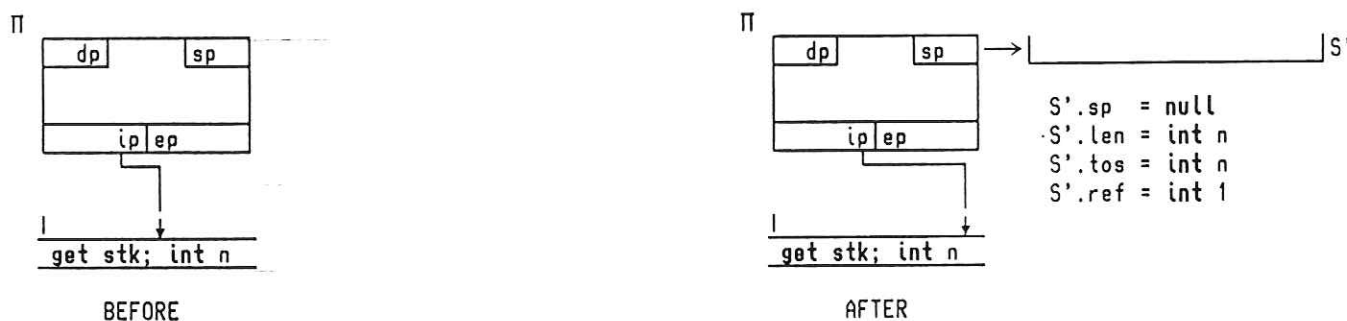 Π
dp sp
ip ep
get stk; int n
BEFORE
Π
dp sp
S'
ip ep
S'.sp = null
S'.len = int n
S'.tos = int n
S'.ref = int 1
get stk; int n
AFTER